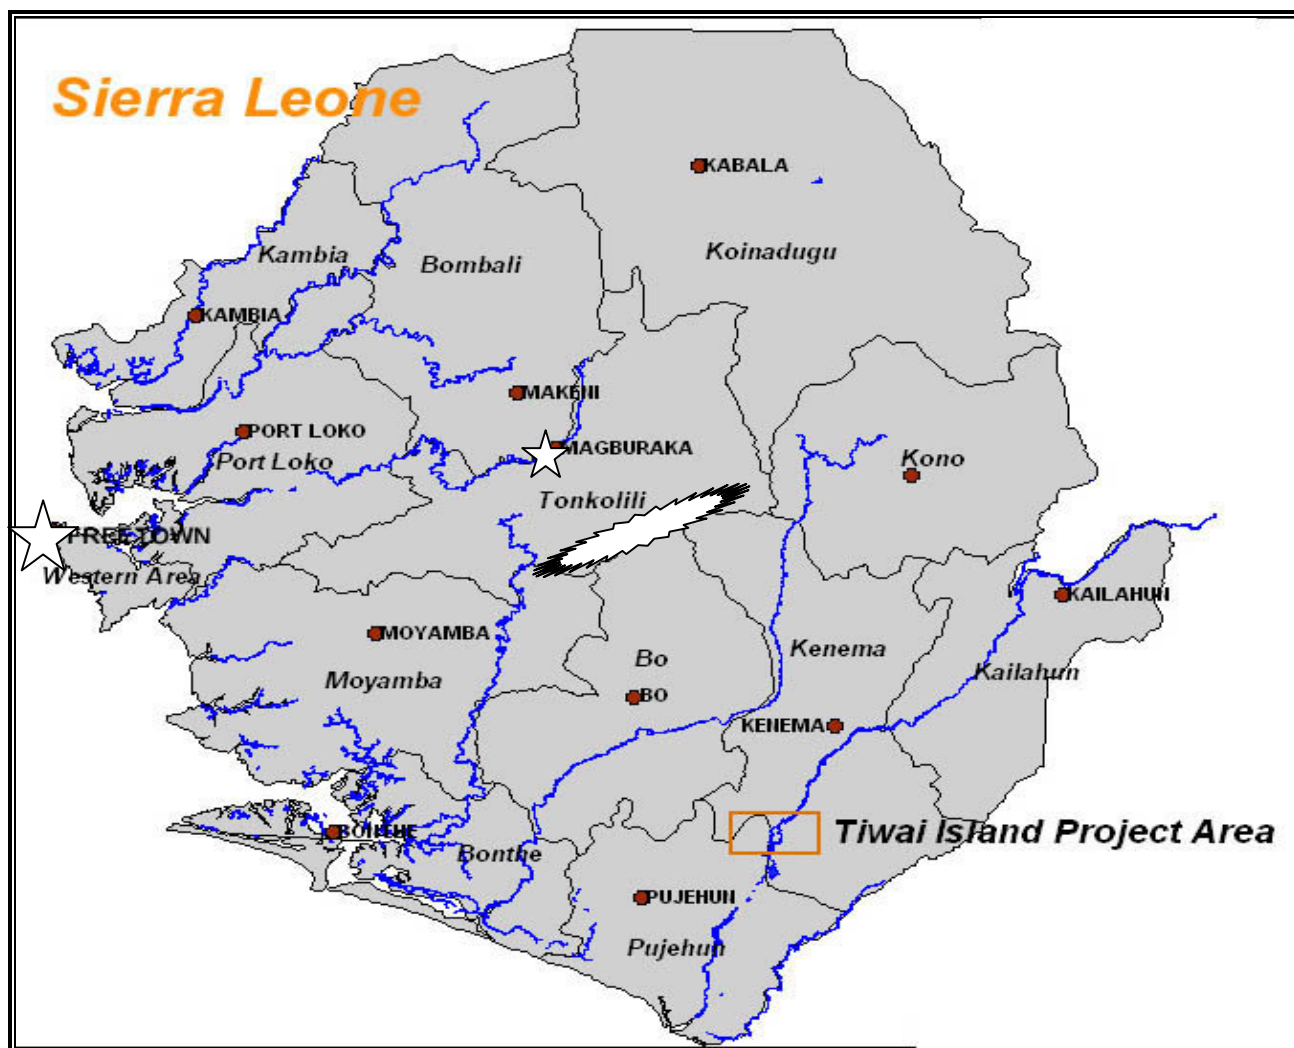 Sierra Leone
KABALA
Koinadugu
Kambia
Bombali
KAMBIA
MAKENI
PORT LOKO
MAGBURAKA
Port Loko
Kono
Tonkolili
FREETOWN
Western Area
KAILAHUN
MOYAMBA
Kenema
Bo
Kailahun
Moyamba
BO
KENEMA
BONTHE
Tiwai Island Project Area
Bonthe
PUJEHUN
Pujehun